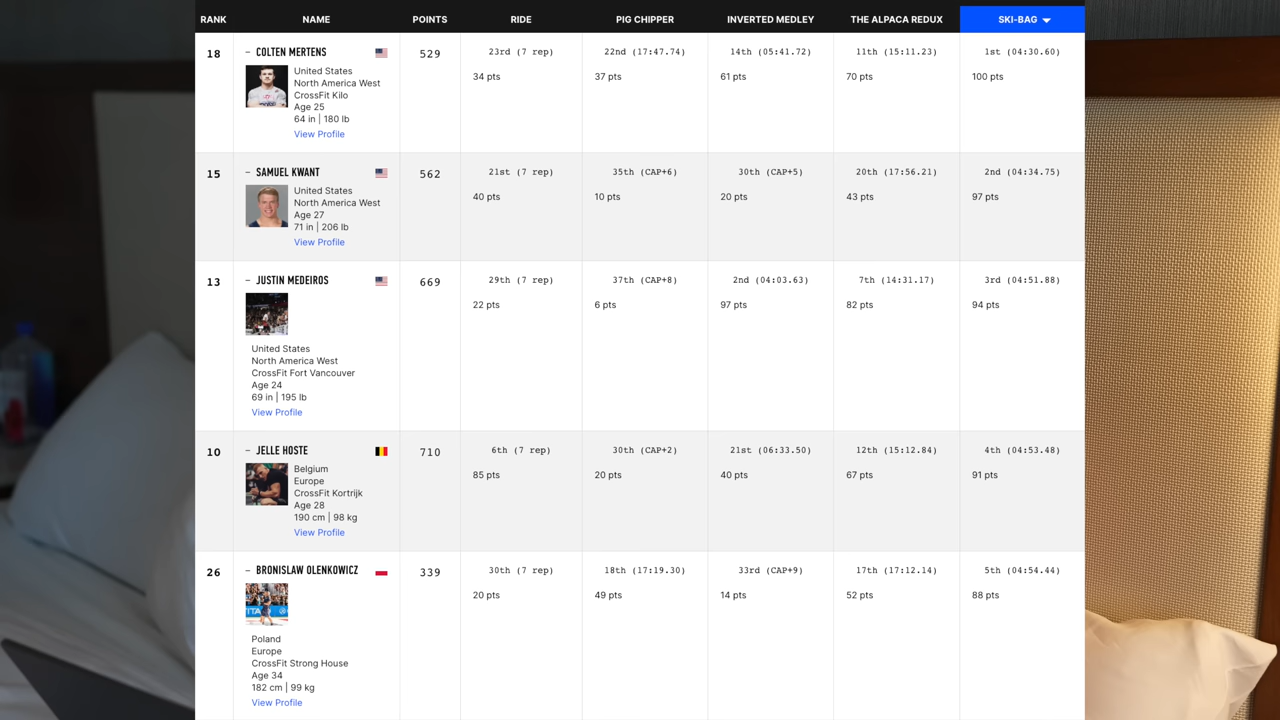 RANK NAME POINTS RIDE PIG CHIPPER INVERTED MEDLEY THE ALPACA REDUX SKI-BAG
18 – COLTEN MERTENS 529 23rd (7 rep) 22nd (17:47.74) 14th (05:41.72) 11th (15:11.23) 1st (04:30.60)
United States
34 pts 37 pts 61 pts 70 pts 100 pts
North America West
CrossFit Kilo
Age 25
64 in | 180 lb
View Profile
15 – SAMUEL KWANT 562 21st (7 rep) 35th (CAP+6) 30th (CAP+5) 20th (17:56.21) 2nd (04:34.75)
United States
40 pts 10 pts 20 pts 43 pts 97 pts
North America West
Age 27
71 in | 206 lb
View Profile
13 – JUSTIN MEDEIROS 669 29th (7 rep) 37th (CAP+8) 2nd (04:03.63) 7th (14:31.17) 3rd (04:51.88)
22 pts 6 pts 97 pts 82 pts 94 pts
United States
North America West
CrossFit Fort Vancouver
Age 24
69 in | 195 lb
View Profile
10 – JELLE HOSTE 710 6th (7 rep) 30th (CAP+2) 21st (06:33.50) 12th (15:12.84) 4th (04:53.48)
Belgium
85 pts 20 pts 40 pts 67 pts 91 pts
Europe
CrossFit Kortrijk
Age 28
190 cm | 98 kg
View Profile
26 – BRONISLAW OLENKOWICZ 339 30th (7 rep) 18th (17:19.30) 33rd (CAP+9) 17th (17:12.14) 5th (04:54.44)
20 pts 49 pts 14 pts 52 pts 88 pts
Poland
Europe
CrossFit Strong House
Age 34
182 cm | 99 kg
View Profile